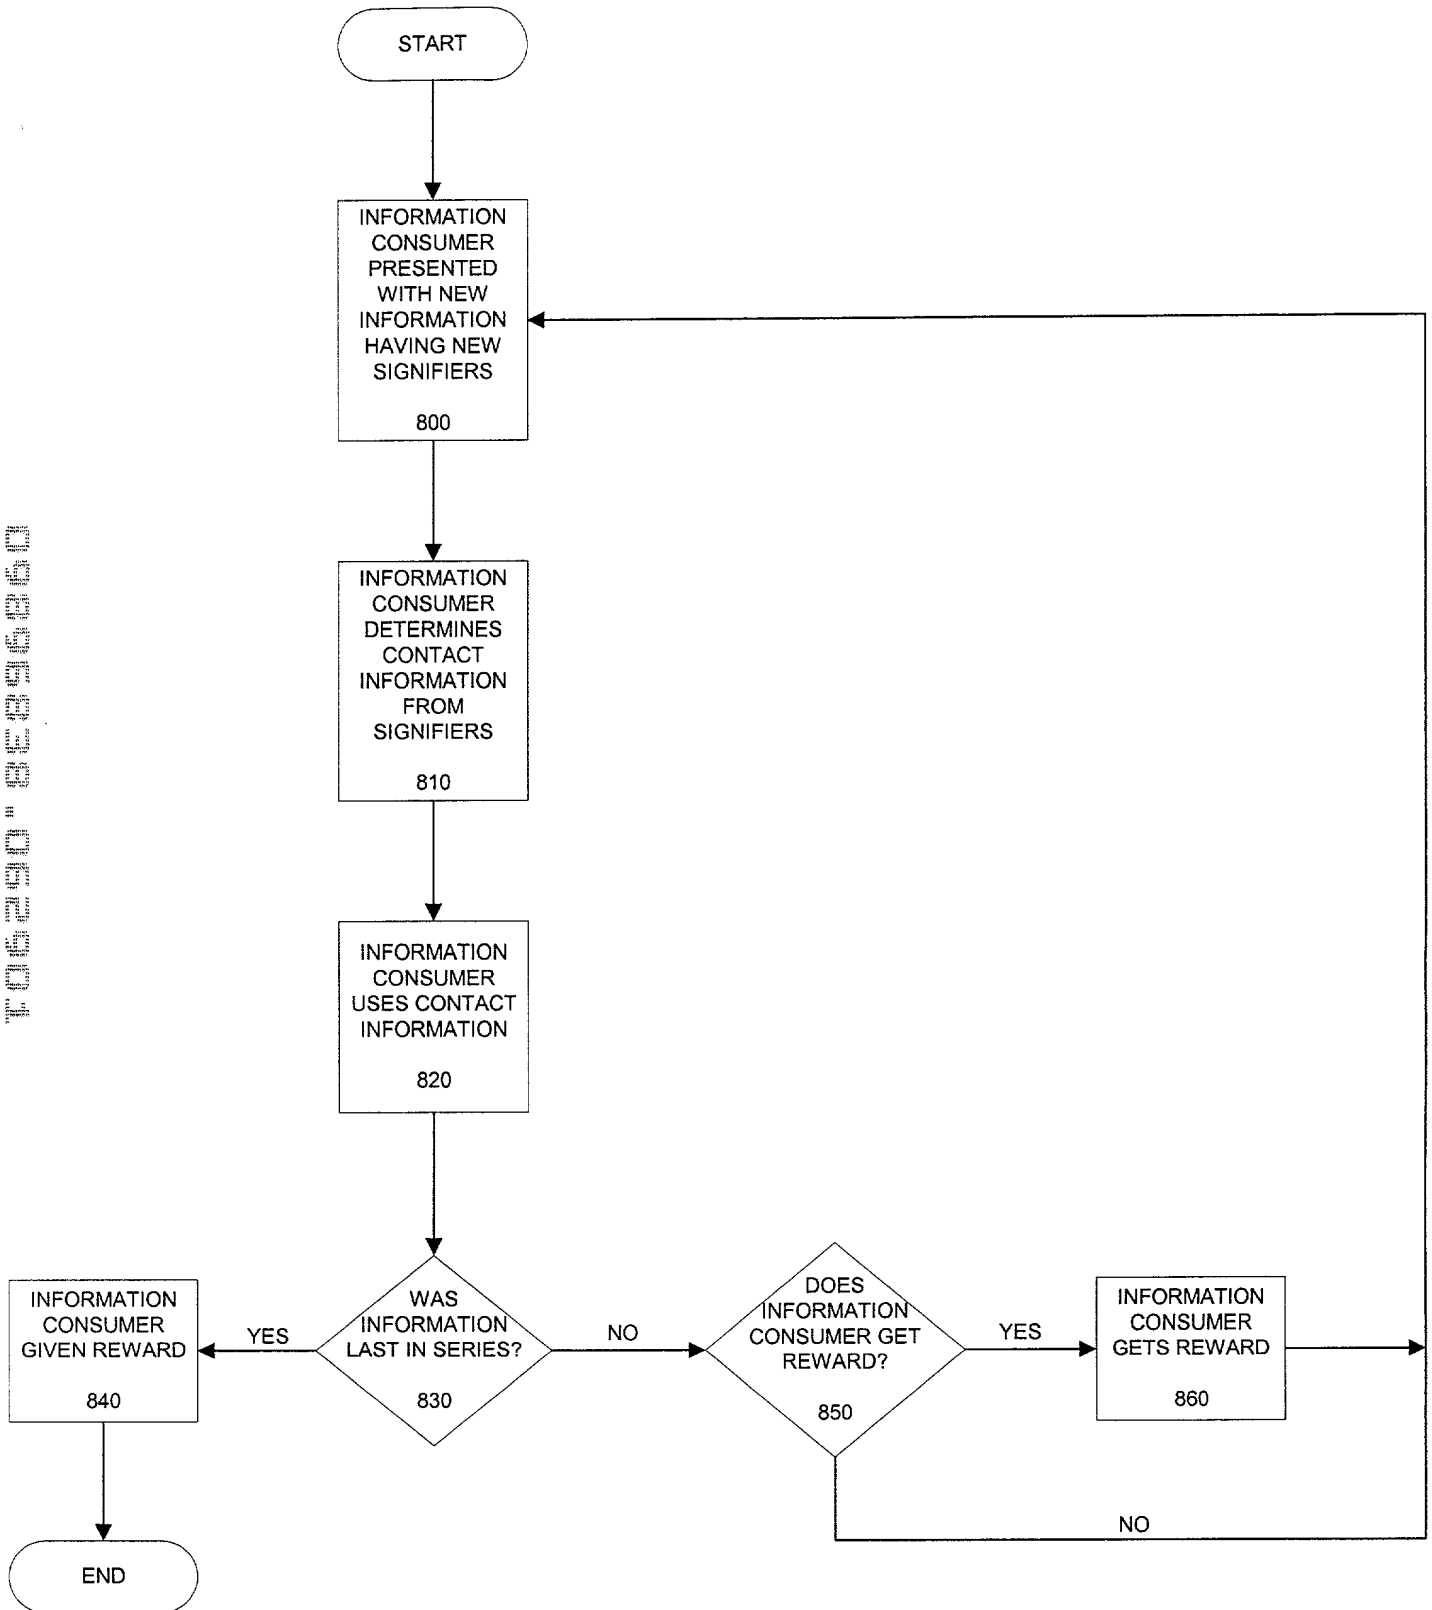 START
INFORMATION
CONSUMER
PRESENTED
WITH NEW
INFORMATION
HAVING NEW
SIGNIFIERS
800
INFORMATION
CONSUMER
DETERMINES
CONTACT
INFORMATION
FROM
SIGNIFIERS
810
INFORMATION
CONSUMER
USES CONTACT
INFORMATION
820
WAS
INFORMATION
LAST IN SERIES?
830
YES
INFORMATION
CONSUMER
GIVEN REWARD
840
END
NO
DOES
INFORMATION
CONSUMER GET
REWARD?
850
YES
INFORMATION
CONSUMER
GETS REWARD
860
NO